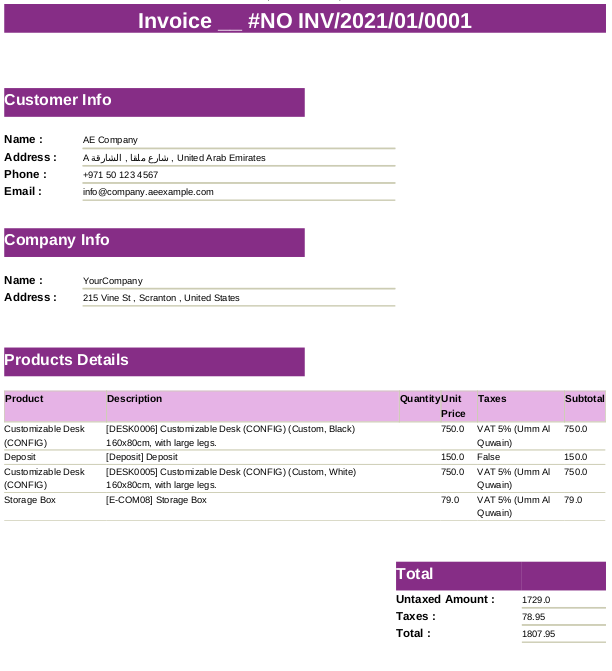 Invoice __ #NO INV/2021/01/0001
Customer Info
Name : AE Company
Address : A شارع ملقا , الشارقة , United Arab Emirates
Phone : +971 50 123 4567
Email : info@company.aeexample.com
Company Info
Name : YourCompany
Address : 215 Vine St , Scranton , United States
Products Details
Product Description Quantity Unit Price Taxes Subtotal
Customizable Desk [DESK0006] Customizable Desk (CONFIG) (Custom, Black) 750.0 VAT 5% (Umm Al 750.0
(CONFIG) 160x80cm, with large legs. Quwain)
Deposit [Deposit] Deposit 150.0 False 150.0
Customizable Desk [DESK0005] Customizable Desk (CONFIG) (Custom, White) 750.0 VAT 5% (Umm Al 750.0
(CONFIG) 160x80cm, with large legs. Quwain)
Storage Box [E-COM08] Storage Box 79.0 VAT 5% (Umm Al 79.0
Quwain)
Total
Untaxed Amount : 1729.0
Taxes : 78.95
Total : 1807.95